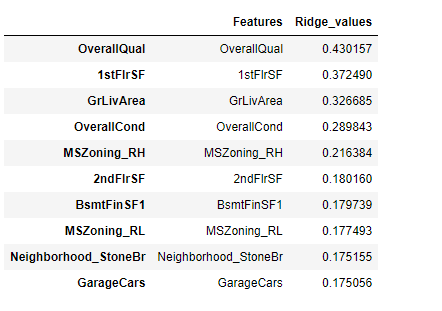 Features Ridge_values
OverallQual OverallQual 0.430157
1stFlrSF 1stFlrSF 0.372490
GrLivArea GrLivArea 0.326685
OverallCond OverallCond 0.289843
MSZoning_RH MSZoning_RH 0.216384
2ndFlrSF 2ndFlrSF 0.180160
BsmtFinSF1 BsmtFinSF1 0.179739
MSZoning_RL MSZoning_RL 0.177493
Neighborhood_StoneBr Neighborhood_StoneBr 0.175155
GarageCars GarageCars 0.175056